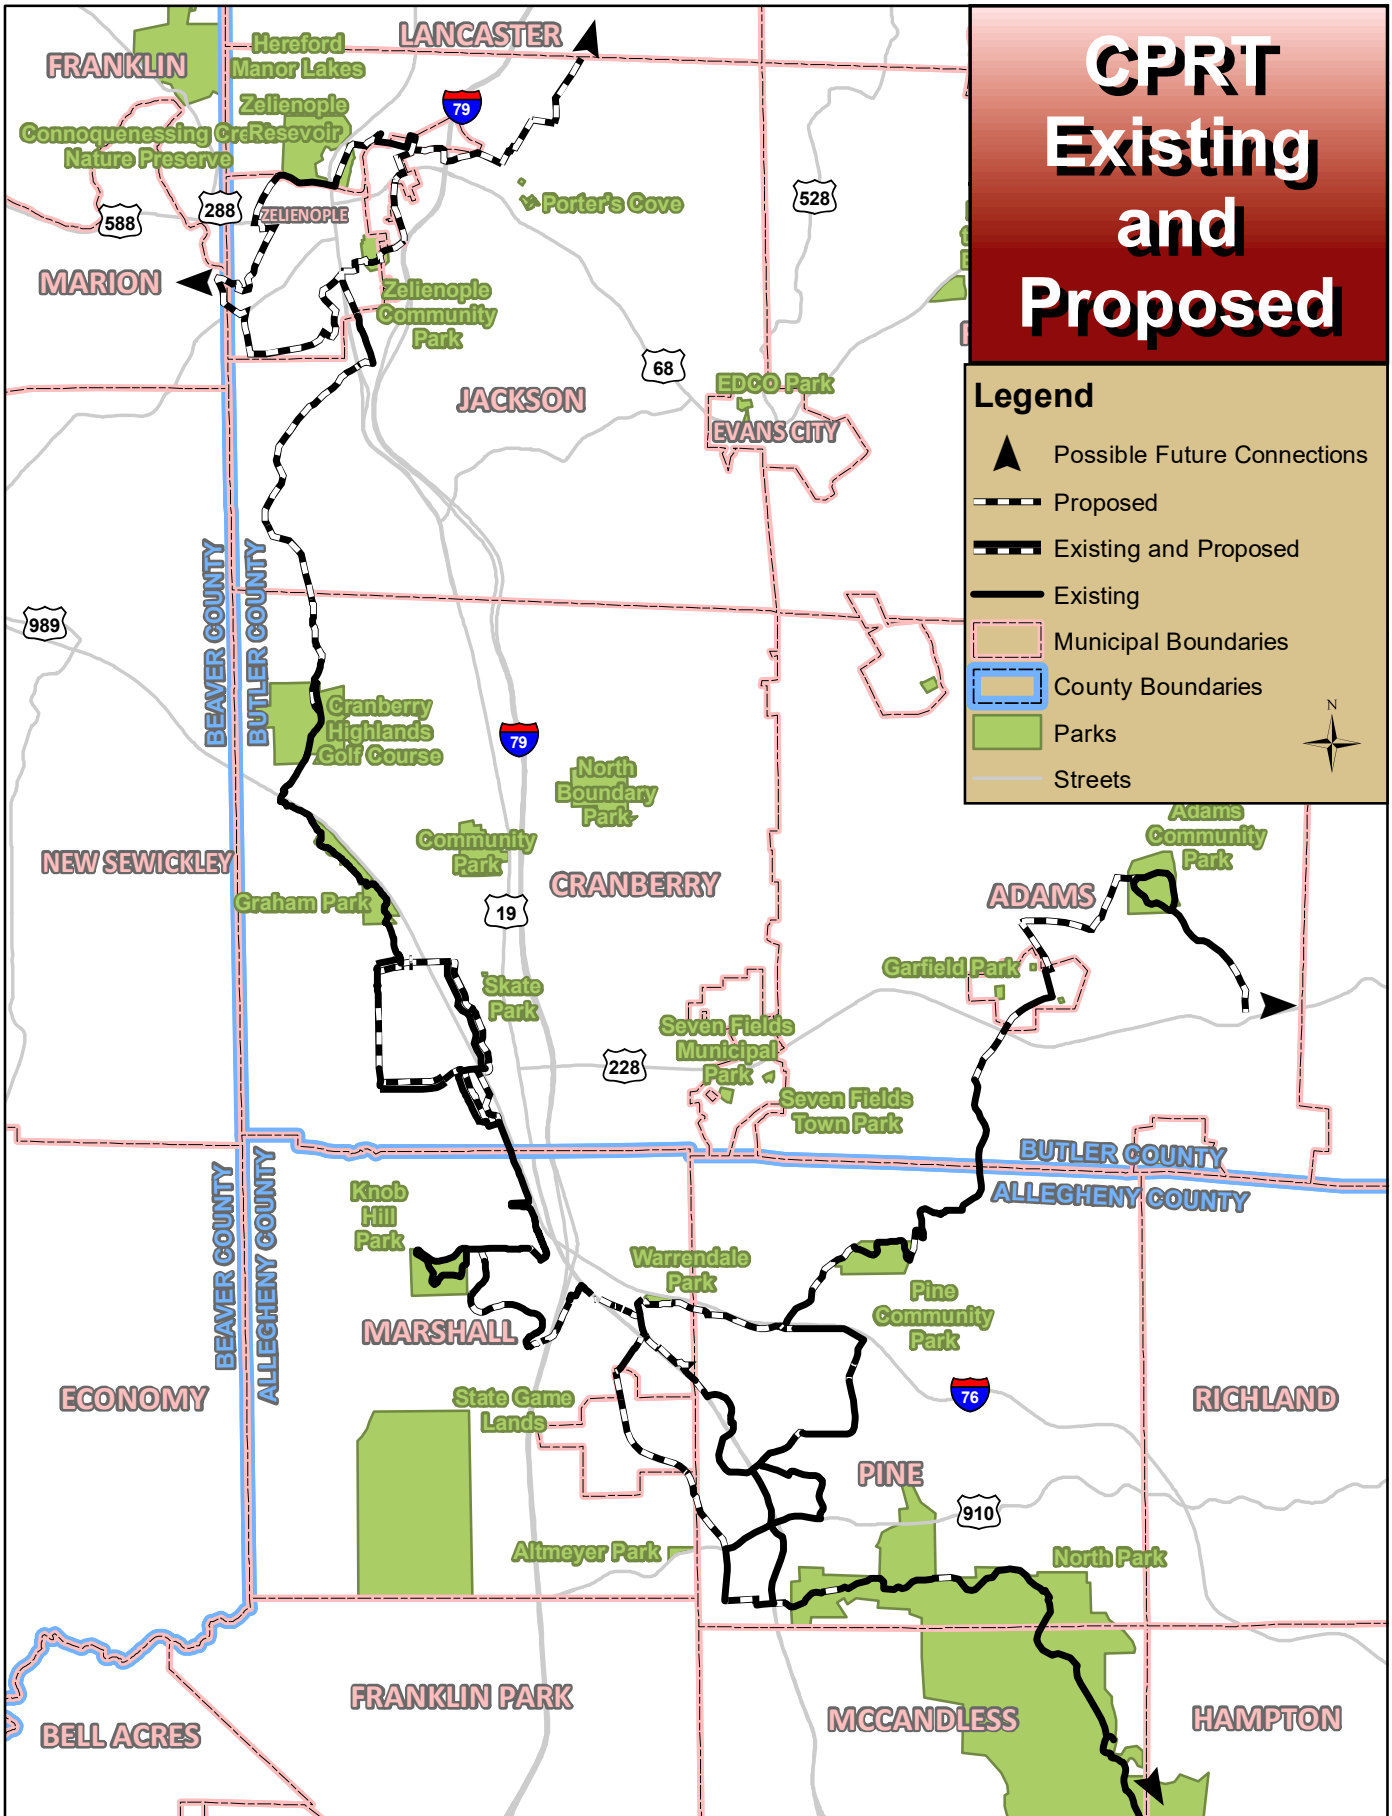 CPRT
Existing
and
Proposed
Legend
Possible Future Connections
Proposed
Existing and Proposed
Existing
Municipal Boundaries
County Boundaries
Parks
Streets
N
LANCASTER
FRANKLIN
Hereford
Manor Lakes
Zelienople
Resevoir
Connoquenessing Cre
Nature Preserve
79
588
288
ZELIENOPLE
Porter's Cove
528
MARION
Zelienople
Community
Park
68
JACKSON
EDCO Park
EVANS CITY
BEAVER COUNTY
BUTLER COUNTY
989
Cranberry
Highlands
Golf Course
79
North
Boundary
Park
Community
Park
NEW SEWICKLEY
CRANBERRY
Graham Park
19
Adams
Community
Park
ADAMS
Garfield Park
Skate
Park
Seven Fields
Municipal
Park
228
Seven Fields
Town Park
BUTLER COUNTY
ALLEGHENY COUNTY
BEAVER COUNTY
ALLEGHENY COUNTY
Knob
Hill
Park
Warrendale
Park
Pine
Community
Park
MARSHALL
ECONOMY
State Game
Lands
76
RICHLAND
PINE
910
Altmeyer Park
North Park
FRANKLIN PARK
BELL ACRES
MCCANDLESS
HAMPTON